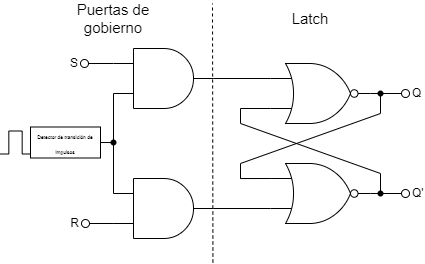 Puertas de
gobierno
Latch
S
Q
Detector de transición de
impulsos
R
Q'